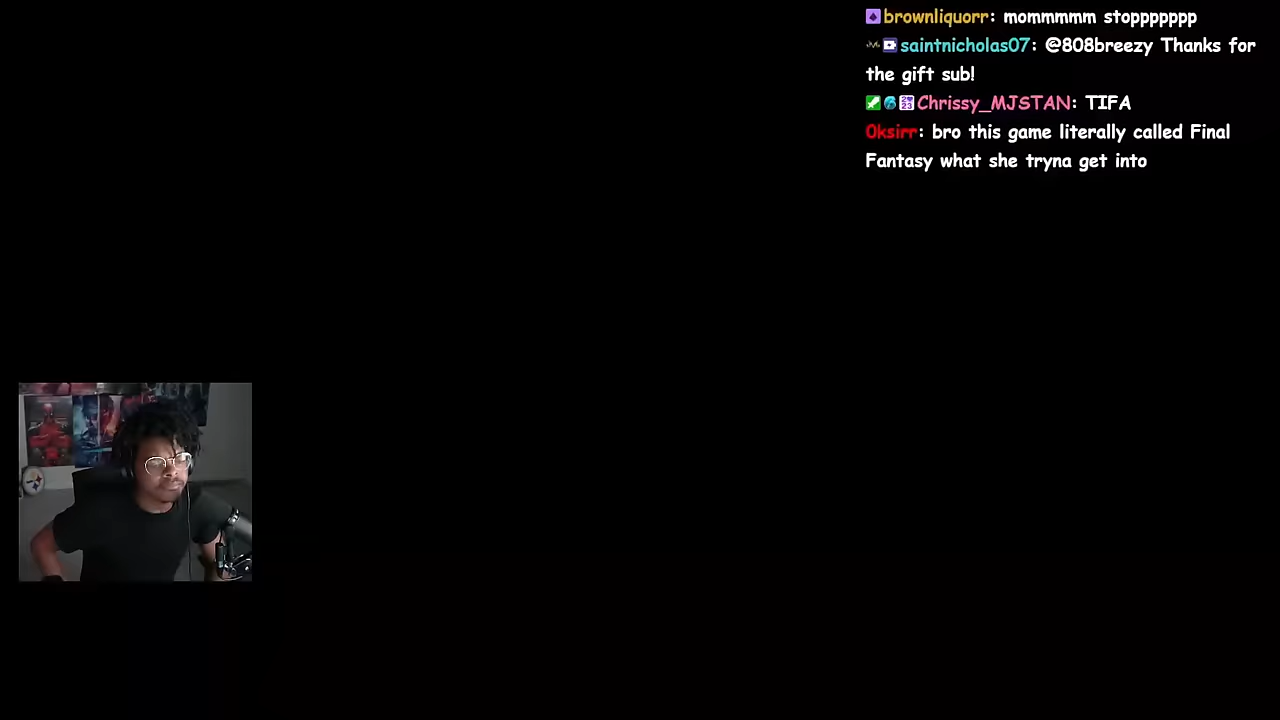 brownliquorr: mommmmm stoppppppp
saintnicholas07: @808breezy Thanks for
the gift sub!
Chrissy_MJSTAN: TIFA
Oksirr: bro this game literally called Final
Fantasy what she tryna get into